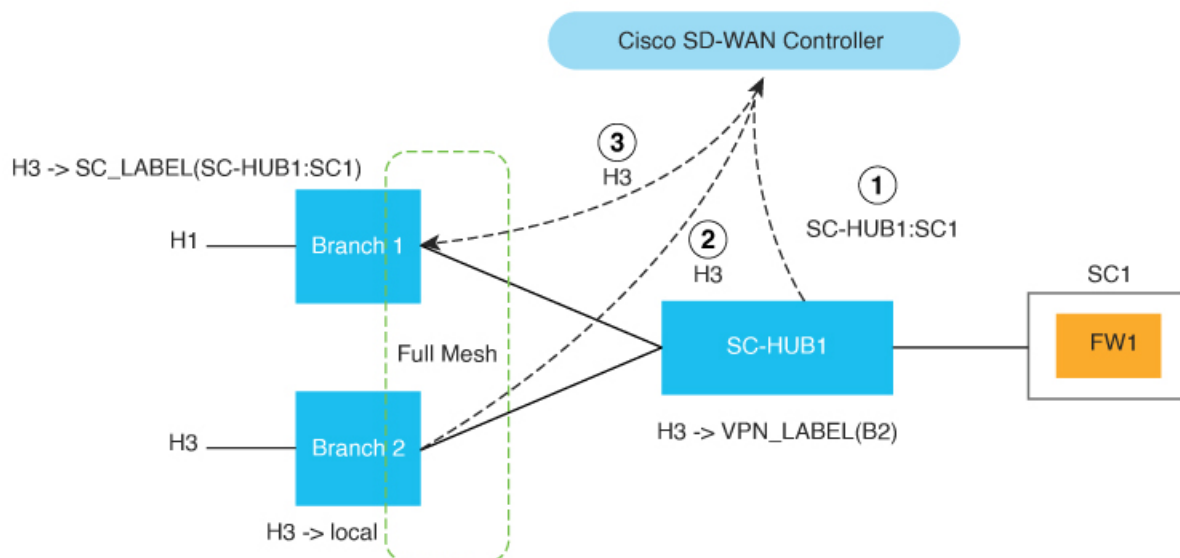 Cisco SD-WAN Controller
3
H3
H3 -> SC_LABEL(SC-HUB1:SC1)
1
SC-HUB1:SC1
H1
Branch 1
2
H3
SC1
Full Mesh
SC-HUB1
FW1
H3
Branch 2
H3 -> VPN_LABEL(B2)
H3 -> local